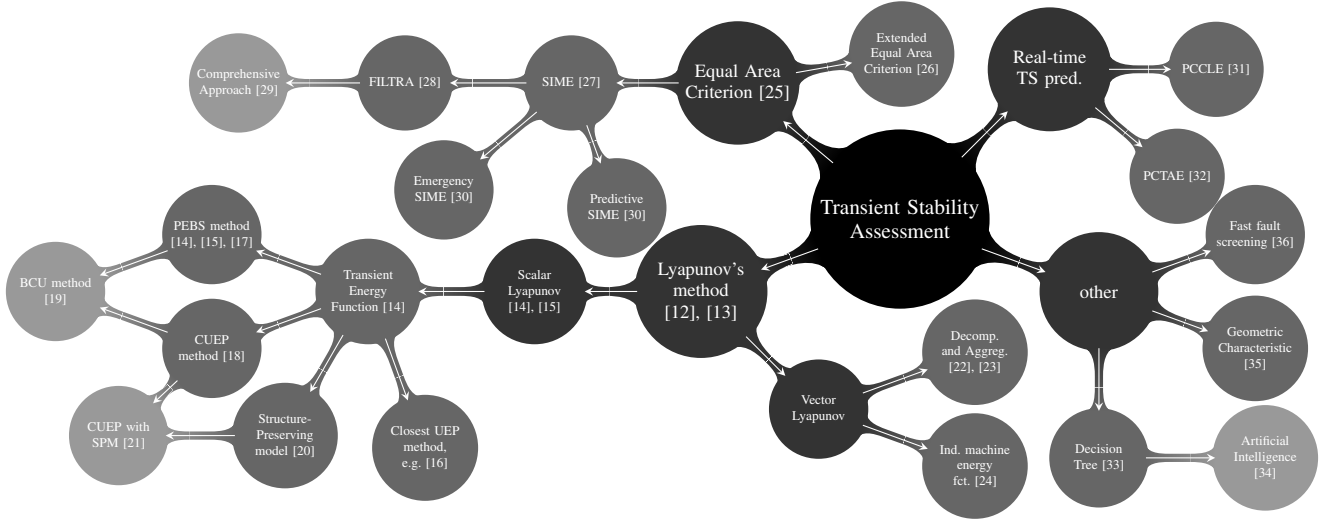 Comprehensive
Approach [29]
FILTRA [28]
SIME [27]
Equal Area
Criterion [25]
Extended
Equal Area
Criterion [26]
Real-time
TS pred.
PCCLE [31]
Emergency
SIME [30]
Predictive
SIME [30]
PCTAE [32]
Transient Stability
Assessment
PEBS method
[14], [15], [17]
Fast fault
screening [36]
BCU method
[19]
Transient
Energy
Function [14]
Scalar
Lyapunov
[14], [15]
Lyapunov's
method
[12], [13]
other
CUEP
method [18]
Decomp.
and Aggreg.
[22], [23]
Geometric
Characteristic
[35]
CUEP with
SPM [21]
Structure-
Preserving
model [20]
Closest UEP
method,
e.g. [16]
Vector
Lyapunov
Ind. machine
energy
fct. [24]
Decision
Tree [33]
Artificial
Intelligence
[34]